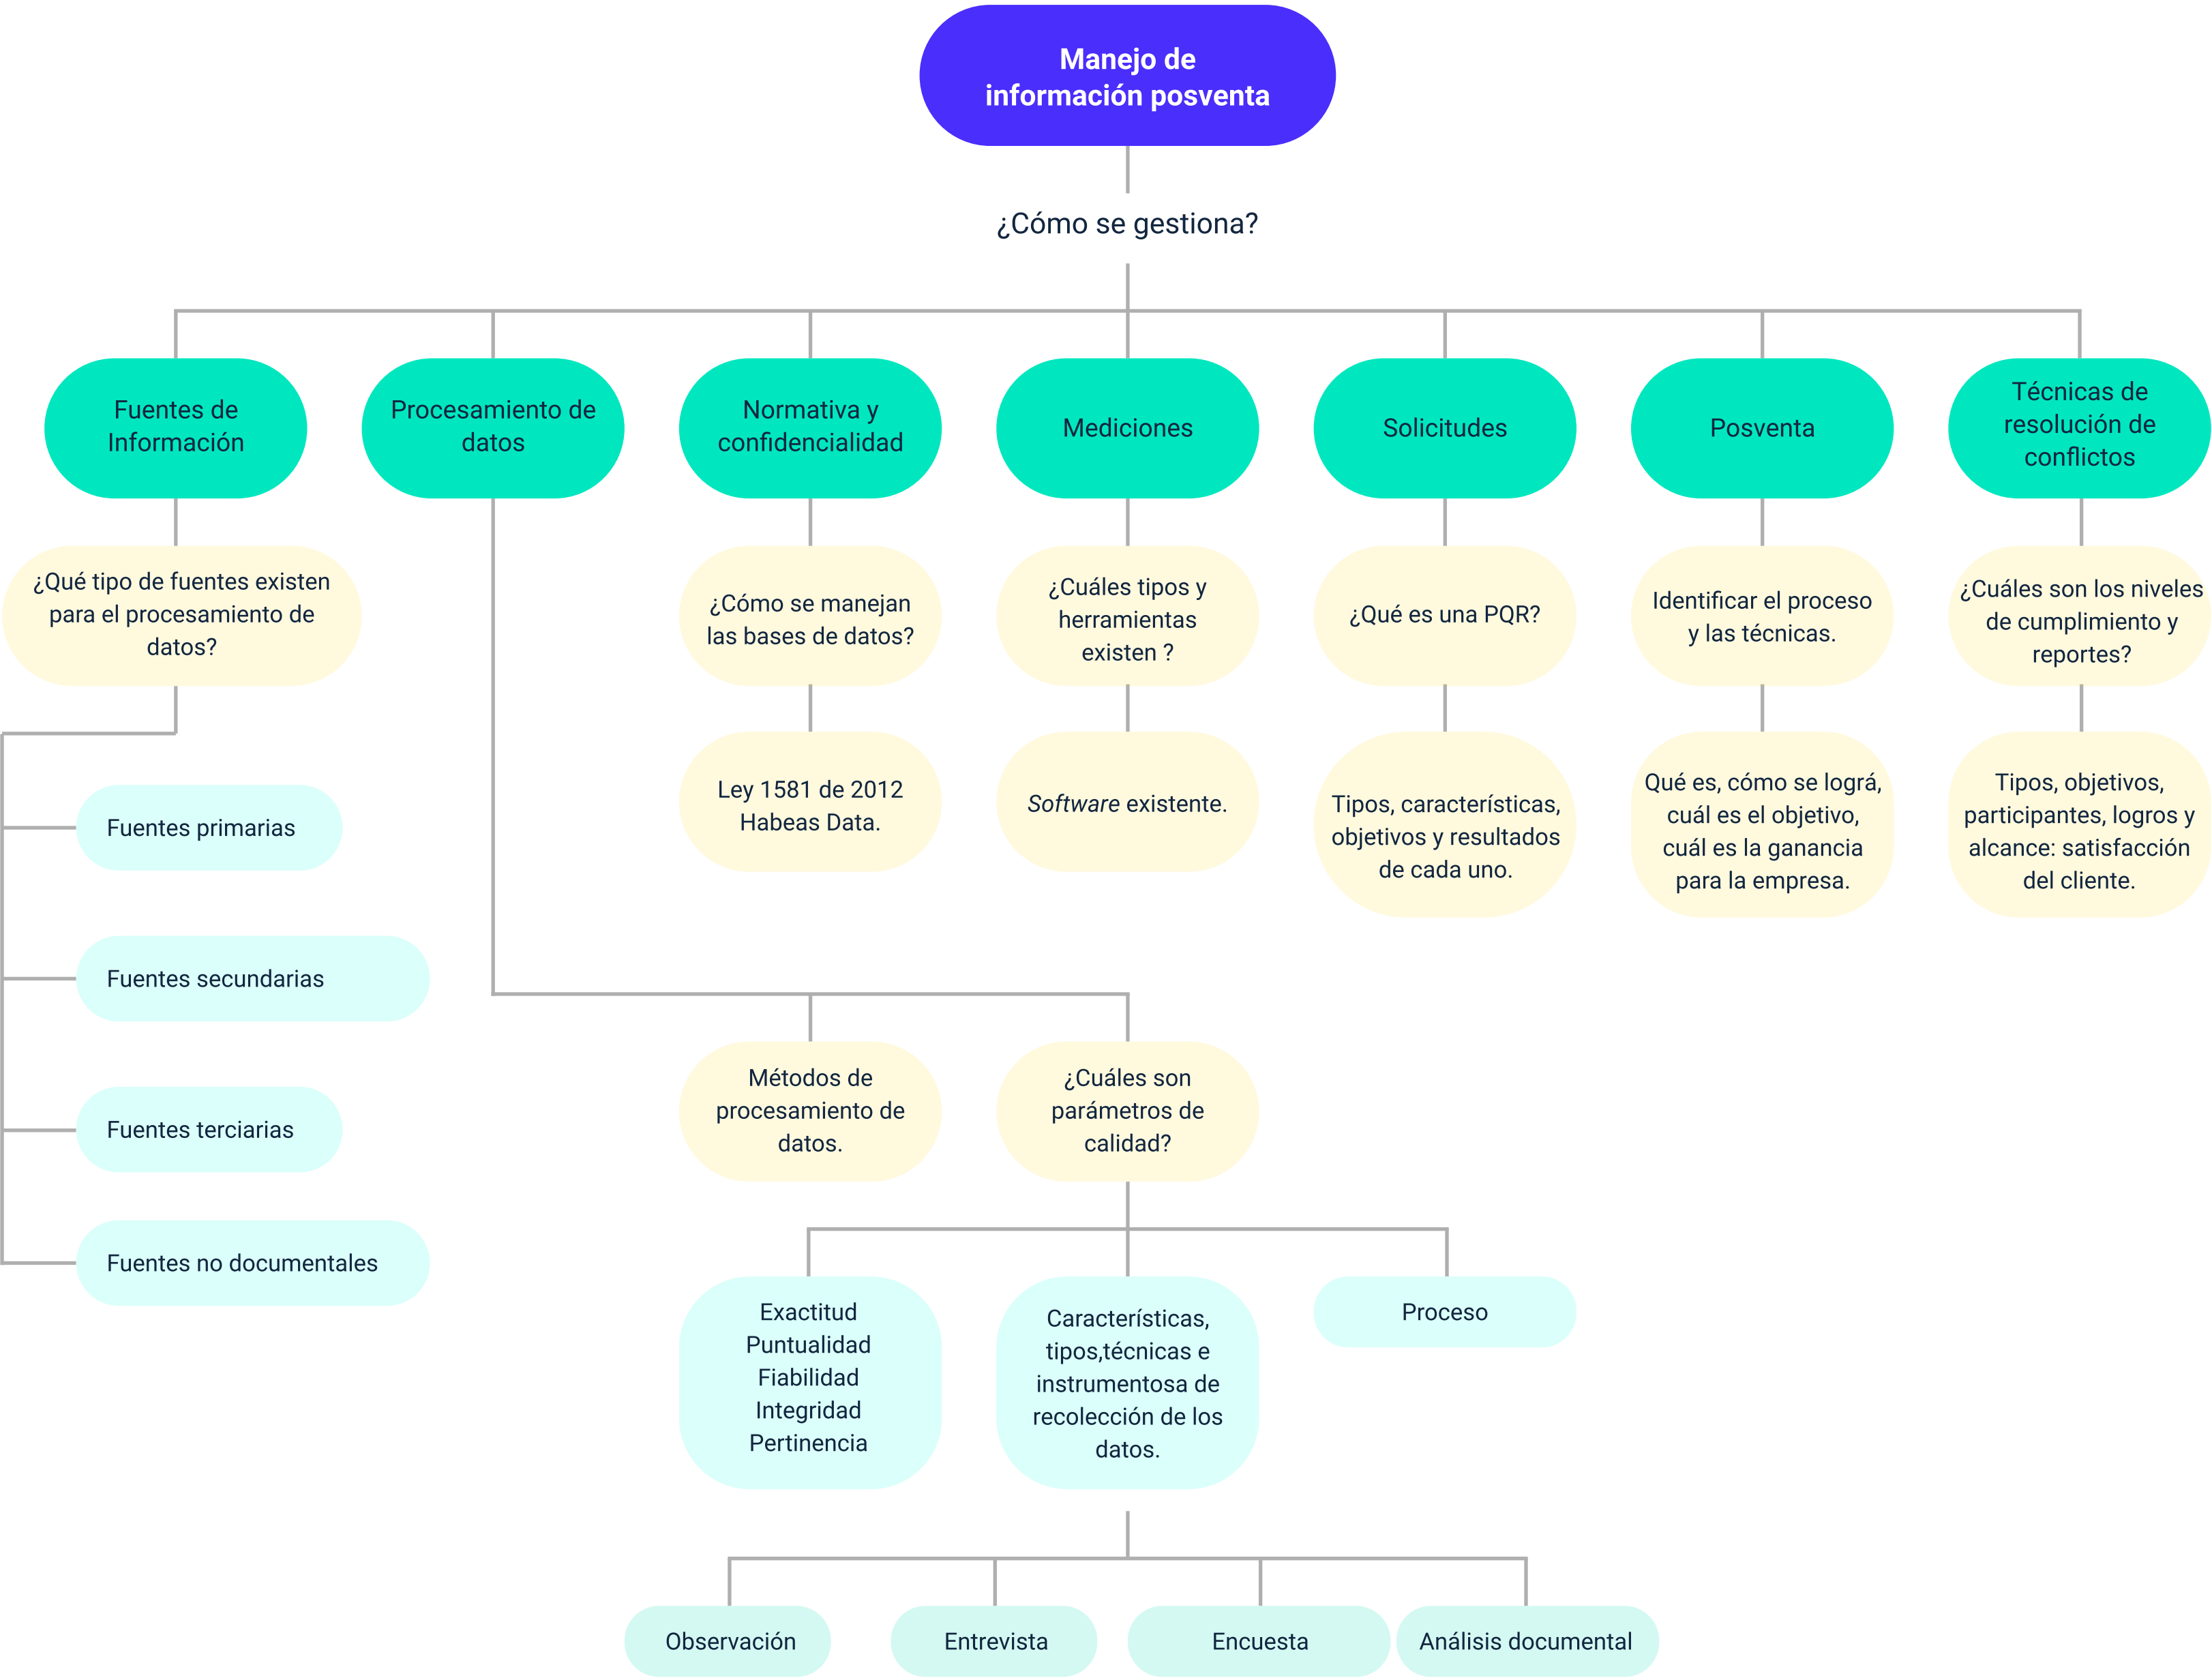 Manejo de
información posventa
¿Cómo se gestiona?
Fuentes de
Información
Procesamiento de
datos
Normativa y
confidencialidad
Mediciones
Solicitudes
Posventa
Técnicas de
resolución de
conflictos
¿Qué tipo de fuentes existen
para el procesamiento de
datos?
¿Cómo se manejan
las bases de datos?
¿Cuáles tipos y
herramientas
existen ?
¿Qué es una PQR?
Identificar el proceso
y las técnicas.
¿Cuáles son los niveles
de cumplimiento y
reportes?
Ley 1581 de 2012
Habeas Data.
Software existente.
Tipos, características,
objetivos y resultados
de cada uno.
Qué es, cómo se lográ,
cuál es el objetivo,
cuál es la ganancia
para la empresa.
Tipos, objetivos,
participantes, logros y
alcance: satisfacción
del cliente.
Fuentes primarias
Fuentes secundarias
Fuentes terciarias
Fuentes no documentales
Métodos de
procesamiento de
datos.
¿Cuáles son
parámetros de
calidad?
Exactitud
Puntualidad
Fiabilidad
Integridad
Pertinencia
Características,
tipos,técnicas e
instrumentosa de
recolección de los
datos.
Proceso
Observación
Entrevista
Encuesta
Análisis documental